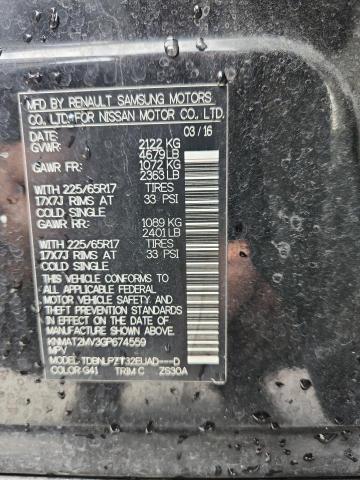 MFD BY RENAULT SAMSUNG MOTORS
CO., LTD. FOR NISSAN MOTOR CO., LTD.
DATE: 03/16
GVWR: 2122 KG
4679 LB
GAWR FR: 1072 KG
2363 LB
WITH 225/65R17 TIRES
17X7J RIMS AT 33 PSI
COLD SINGLE
GAWR RR: 1089 KG
2401 LB
WITH 225/65R17 TIRES
17X7J RIMS AT 33 PSI
COLD SINGLE
THIS VEHICLE CONFORMS TO
ALL APPLICABLE FEDERAL
MOTOR VEHICLE SAFETY AND
THEFT PREVENTION STANDARDS
IN EFFECT ON THE DATE OF
MANUFACTURE SHOWN ABOVE.
KNMAT2MV3GP674559
MPV
MODEL-TDBNLPZT32EUAD----D
COLOR: G41 TRIM C ZS30A